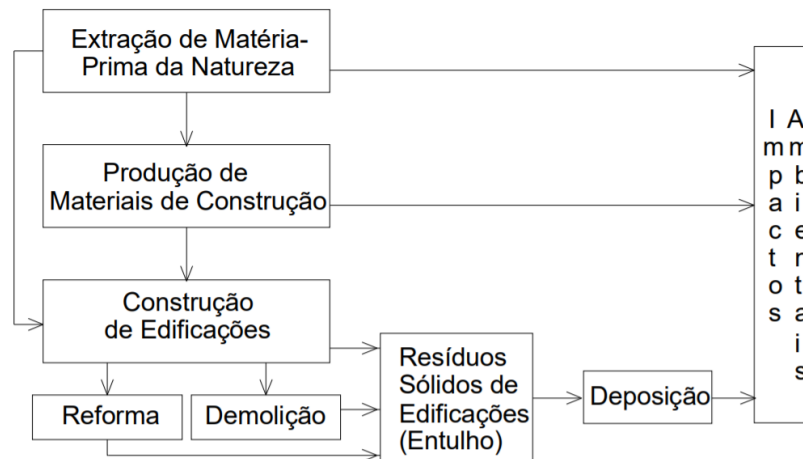 Extração de Matéria-
Prima da Natureza
Produção de
Materiais de Construção
Construção
de Edificações
Reforma
Demolição
Resíduos
Sólidos de
Edificações
(Entulho)
Deposição
Impactos
Ambientais